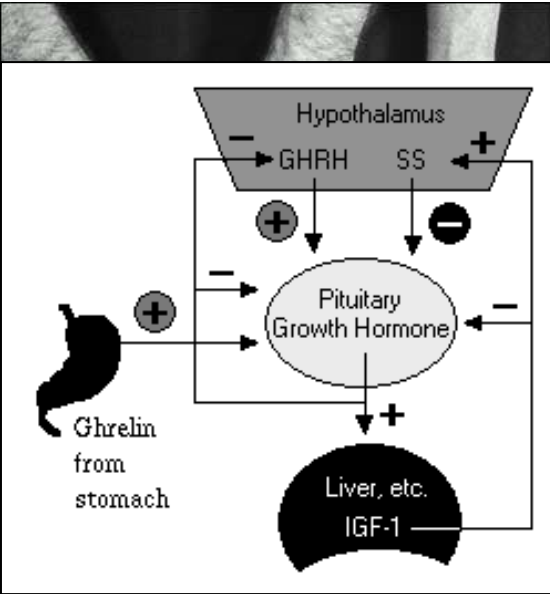 Hypothalamus
− GHRH SS +
+ −
− Pituitary −
Growth Hormone
+
Ghrelin
from
stomach
+
Liver, etc.
IGF-1